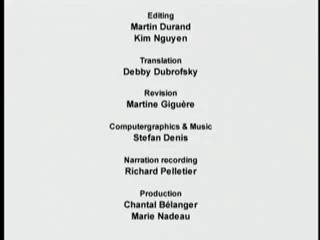 Editing
Martin Durand
Kim Nguyen
Translation
Debby Dubrofsky
Revision
Martine Giguère
Computergraphics & Music
Stefan Denis
Narration recording
Richard Pelletier
Production
Chantal Bélanger
Marie Nadeau